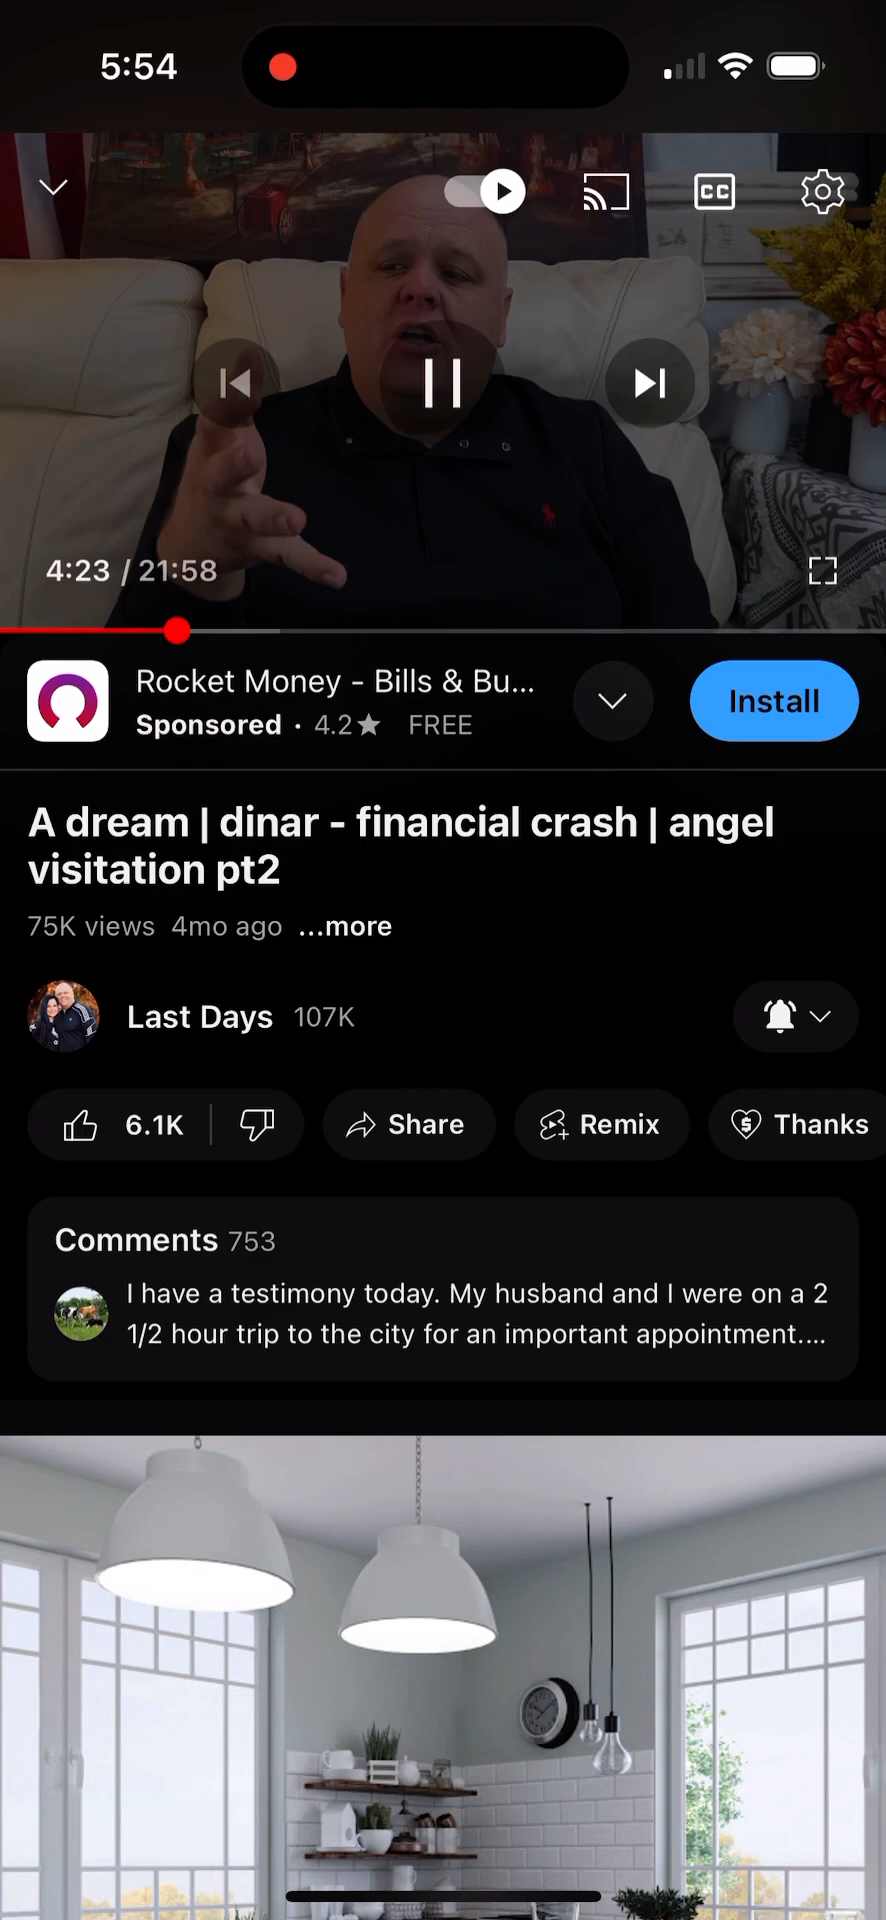 5:54
CC
4:23 / 21:58
Rocket Money - Bills & Bu...
Install
Sponsored · 4.2★ FREE
A dream | dinar - financial crash | angel
visitation pt2
75K views 4mo ago ...more
Last Days 107K
6.1K
Share
Remix
Thanks
Comments 753
I have a testimony today. My husband and I were on a 2
1/2 hour trip to the city for an important appointment....